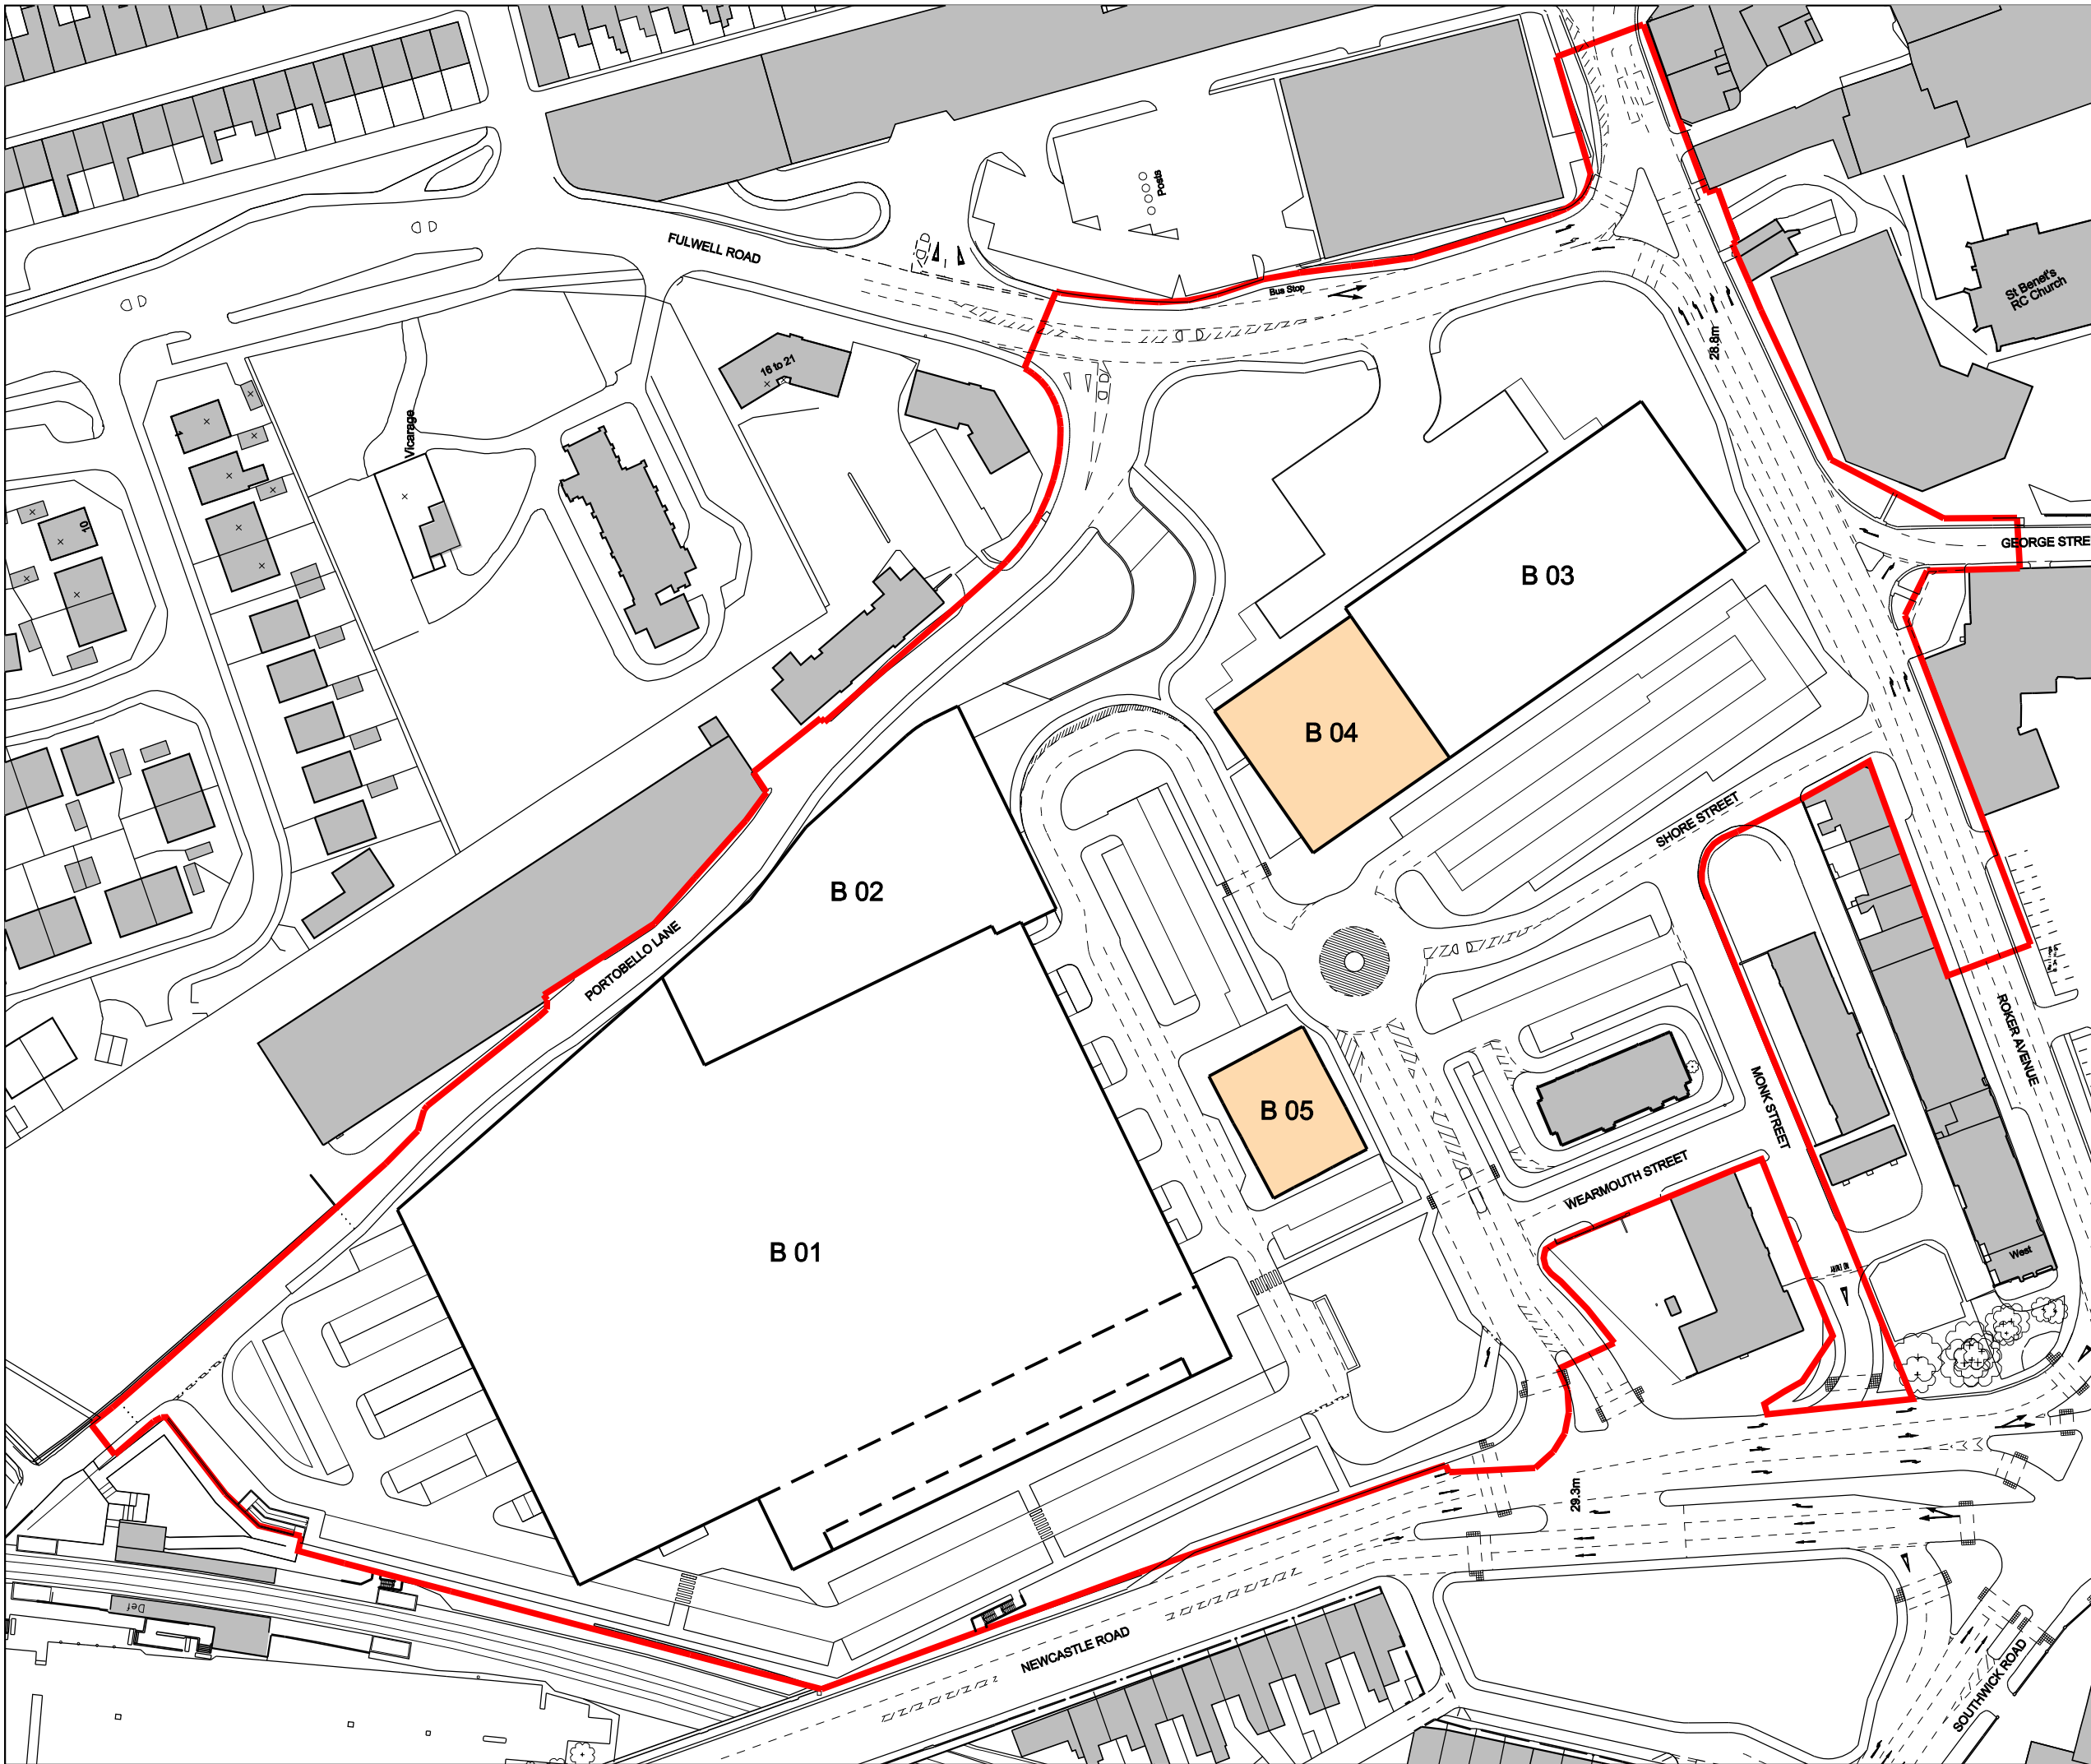 Posts
FULWELL ROAD
Bus Stop
St Benet's
RC Church
28.8m
16 to 21
Vicarage
1
10
GEORGE STRE
B 03
B 04
SHORE STREET
B 02
PORTOBELLO LANE
ROKER AVENUE
MONK STREET
B 05
WEARMOUTH STREET
B 01
West
29.3m
Def
NEWCASTLE ROAD
SOUTHWICK ROAD